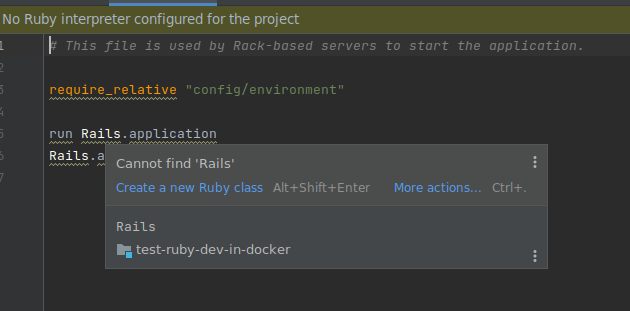 No Ruby interpreter configured for the project
1 # This file is used by Rack-based servers to start the application.
2
3 require_relative "config/environment"
4
5 run Rails.application
6 Rails.a
7
Cannot find 'Rails'
Create a new Ruby class Alt+Shift+Enter More actions... Ctrl+.
Rails
test-ruby-dev-in-docker